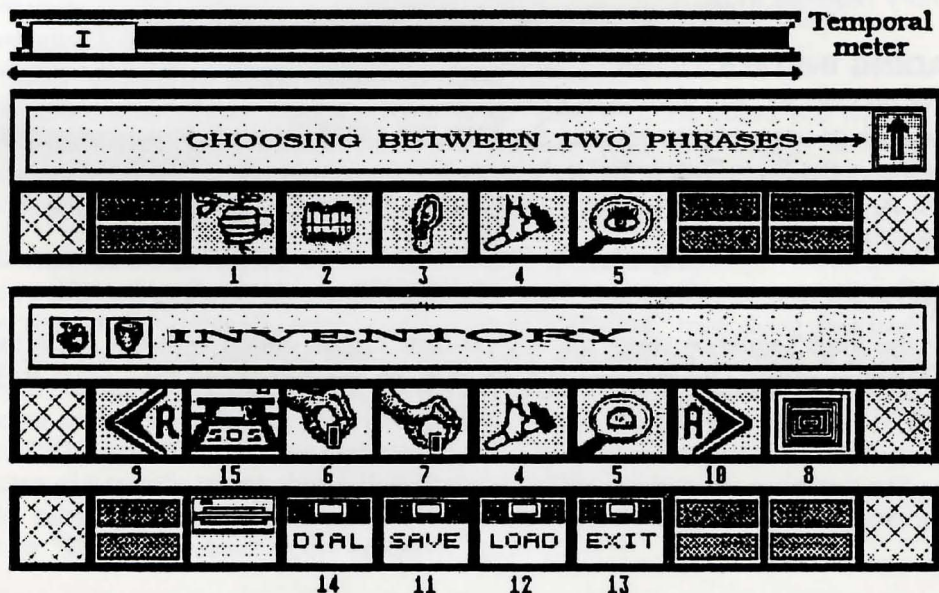 Temporal
I
meter
CHOOSING BETWEEN TWO PHRASES
1 2 3 4 5
INVENTORY
R SOS A
9 15 6 7 4 5 10 8
DIAL SAVE LOAD EXIT
14 11 12 13